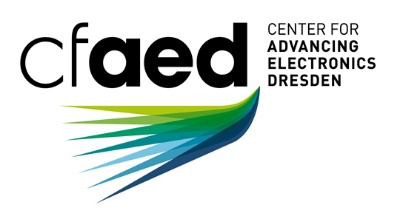 cfaed
CENTER FOR
ADVANCING
ELECTRONICS
DRESDEN